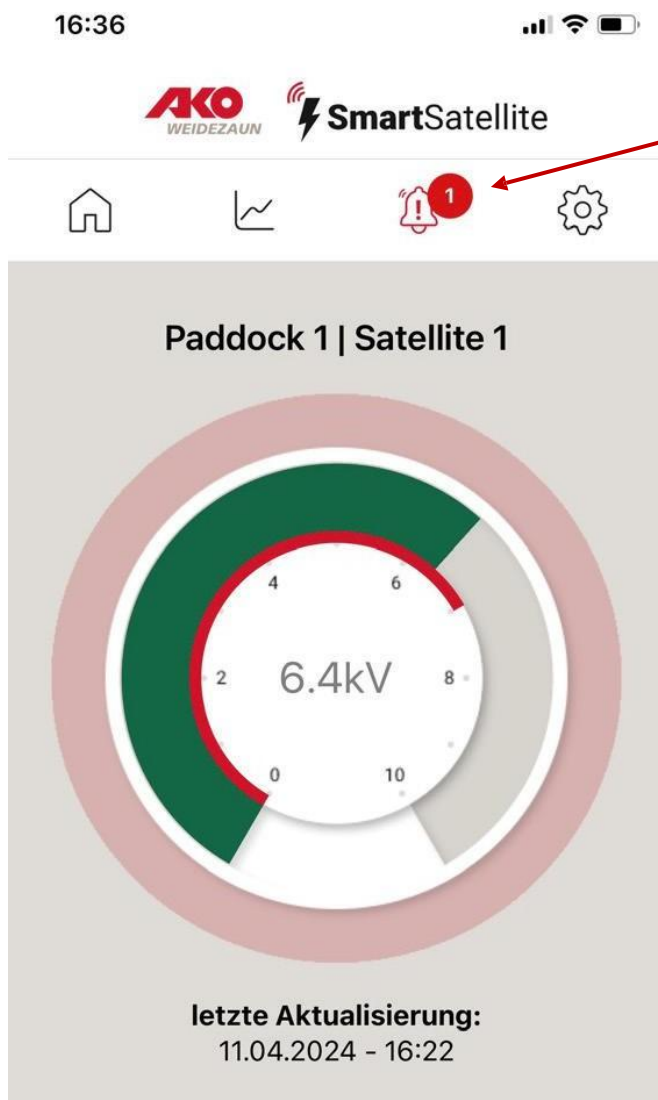 16:36
AKO
WEIDEZAUN
SmartSatellite
1
Paddock 1 | Satellite 1
4
6
2
6.4kV
8
0
10
letzte Aktualisierung:
11.04.2024 - 16:22